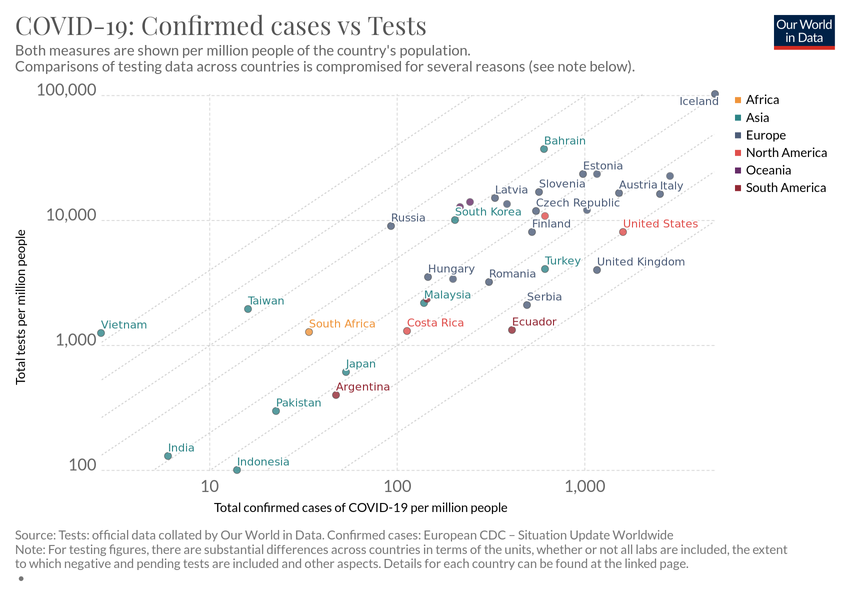 COVID-19: Confirmed cases vs Tests
Both measures are shown per million people of the country's population.
Comparisons of testing data across countries is compromised for several reasons (see note below).
Our World
in Data
100,000
10,000
1,000
100
Total tests per million people
10
100
1,000
Total confirmed cases of COVID-19 per million people
Iceland
Bahrain
Estonia
Slovenia
Austria
Italy
Latvia
Czech Republic
South Korea
Russia
Finland
United States
Turkey
United Kingdom
Hungary
Romania
Malaysia
Serbia
Taiwan
Vietnam
South Africa
Costa Rica
Ecuador
Japan
Argentina
Pakistan
India
Indonesia
Africa
Asia
Europe
North America
Oceania
South America
Source: Tests: official data collated by Our World in Data. Confirmed cases: European CDC – Situation Update Worldwide
Note: For testing figures, there are substantial differences across countries in terms of the units, whether or not all labs are included, the extent
to which negative and pending tests are included and other aspects. Details for each country can be found at the linked page.